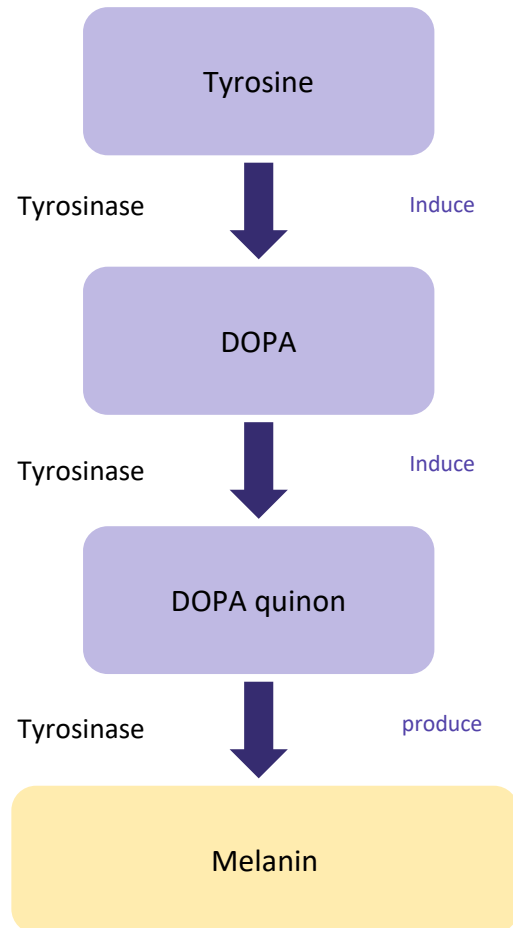 Tyrosine
Tyrosinase Induce
DOPA
Tyrosinase Induce
DOPA quinon
Tyrosinase produce
Melanin